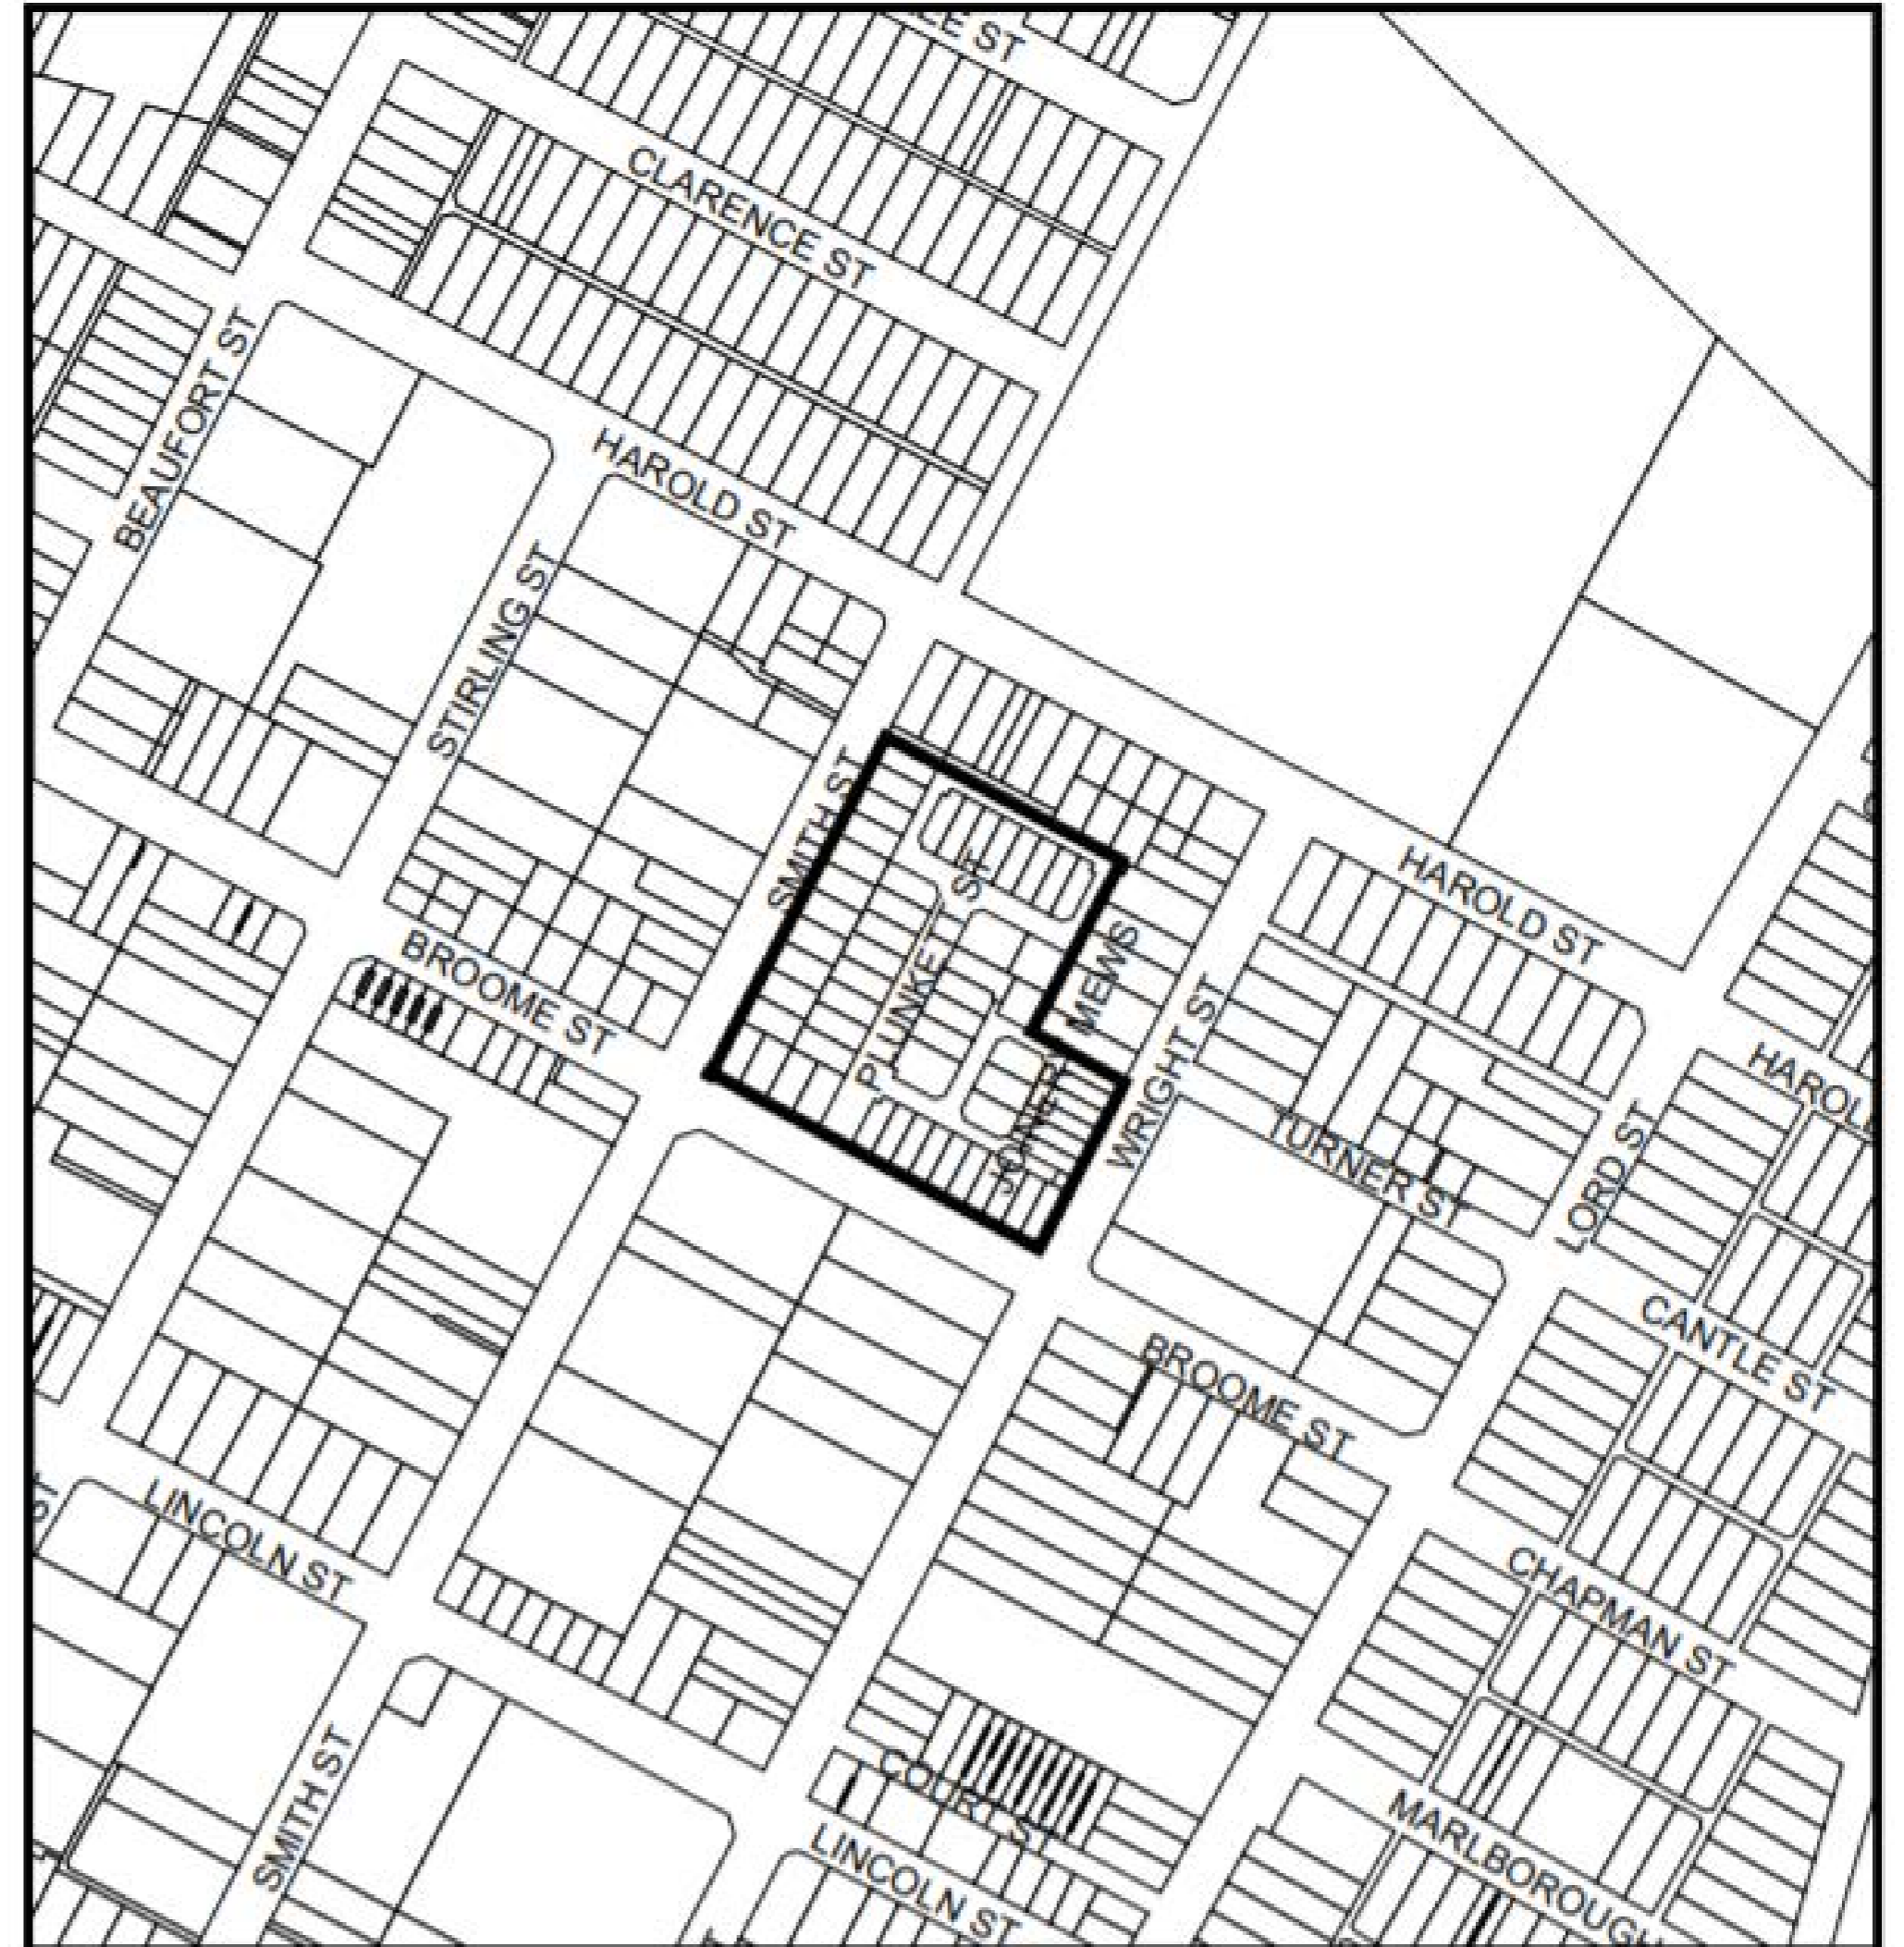 CLARENCE ST
HAROLD ST
BEAUFORT ST
STIRLING ST
SMITH ST
PLUNKETT ST
MEWS
WRIGHT ST
HAROLD ST
BROOME ST
TURNER ST
LORD ST
CANTLE ST
BROOME ST
LINCOLN ST
CHAPMAN ST
SMITH ST
COURT ST
LINCOLN ST
MARLBOROUGH